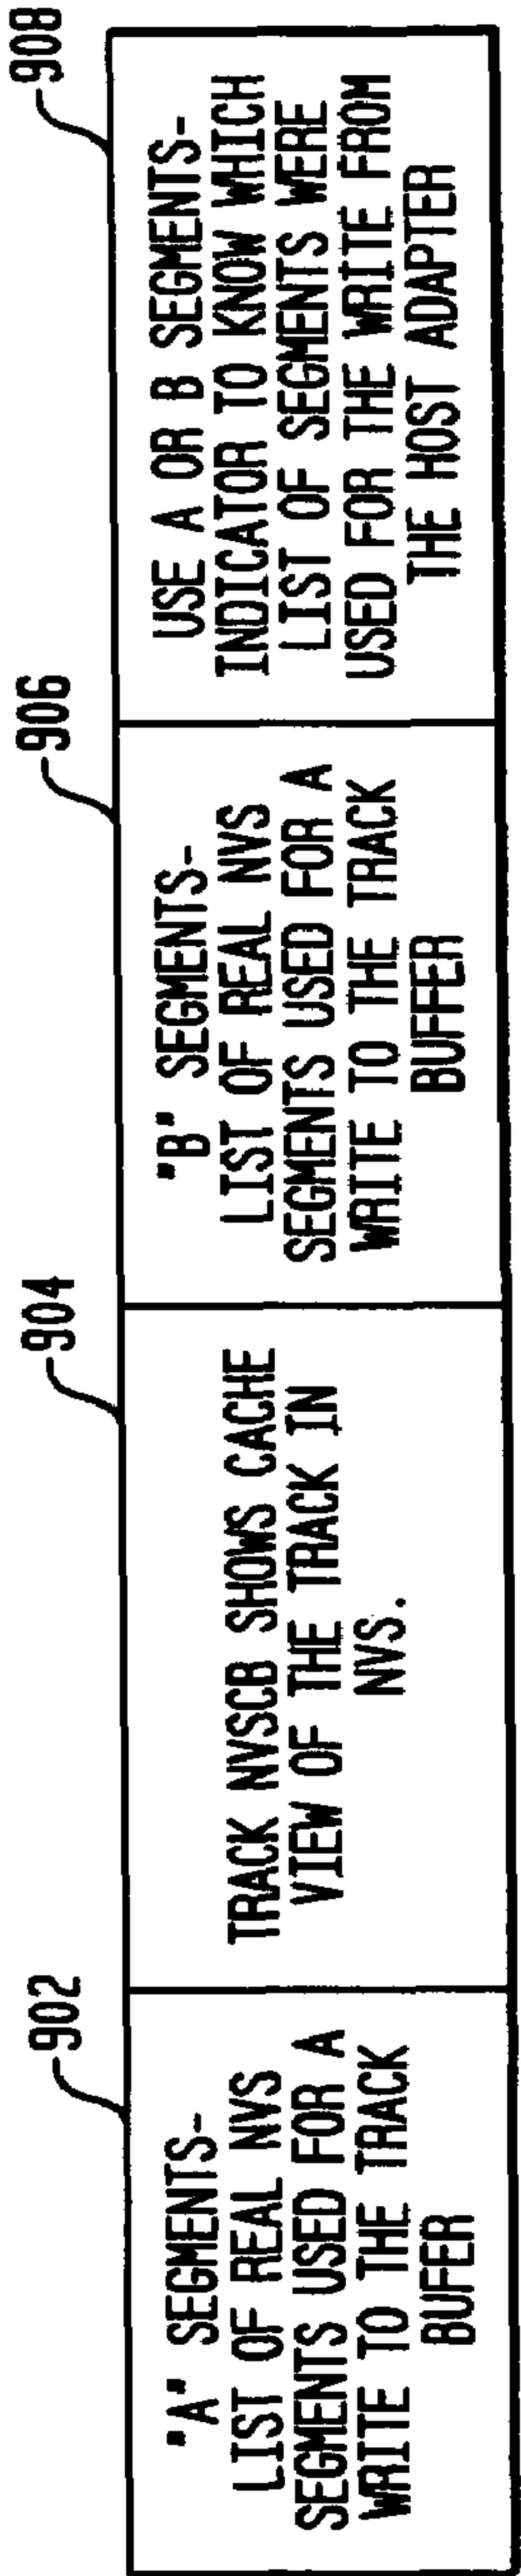 902
"A" SEGMENTS-
LIST OF REAL NVS
SEGMENTS USED FOR A
WRITE TO THE TRACK
BUFER
904
TRACK NVSCB SHOWS CACHE
VIEW OF THE TRACK IN
NVS.
906
"B" SEGMENTS-
LIST OF REAL NVS
SEGMENTS USED FOR A
WRITE TO THE TRACK
BUFFER
908
USE A OR B SEGMENTS-
INDICATOR TO KNOW WHICH
LIST OF SEGMENTS WERE
USED FOR THE WRITE FROM
THE HOST ADAPTER